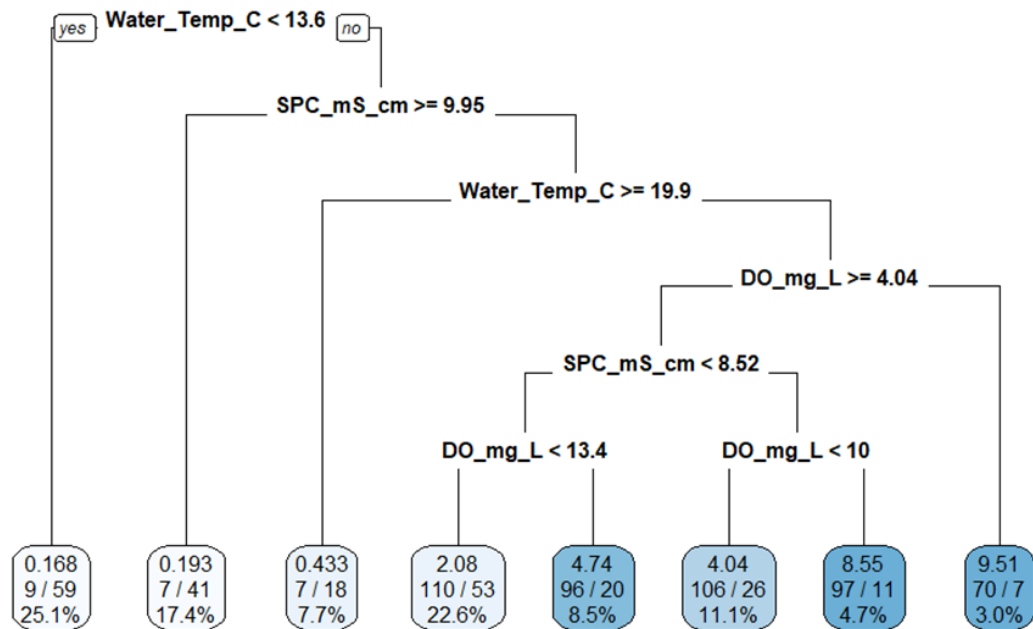 yes Water_Temp_C < 13.6 no
SPC_mS_cm >= 9.95
Water_Temp_C >= 19.9
DO_mg_L >= 4.04
SPC_mS_cm < 8.52
DO_mg_L < 13.4 DO_mg_L < 10
0.168 0.193 0.433 2.08 4.74 4.04 8.55 9.51
9 / 59 7 / 41 7 / 18 110 / 53 96 / 20 106 / 26 97 / 11 70 / 7
25.1% 17.4% 7.7% 22.6% 8.5% 11.1% 4.7% 3.0%